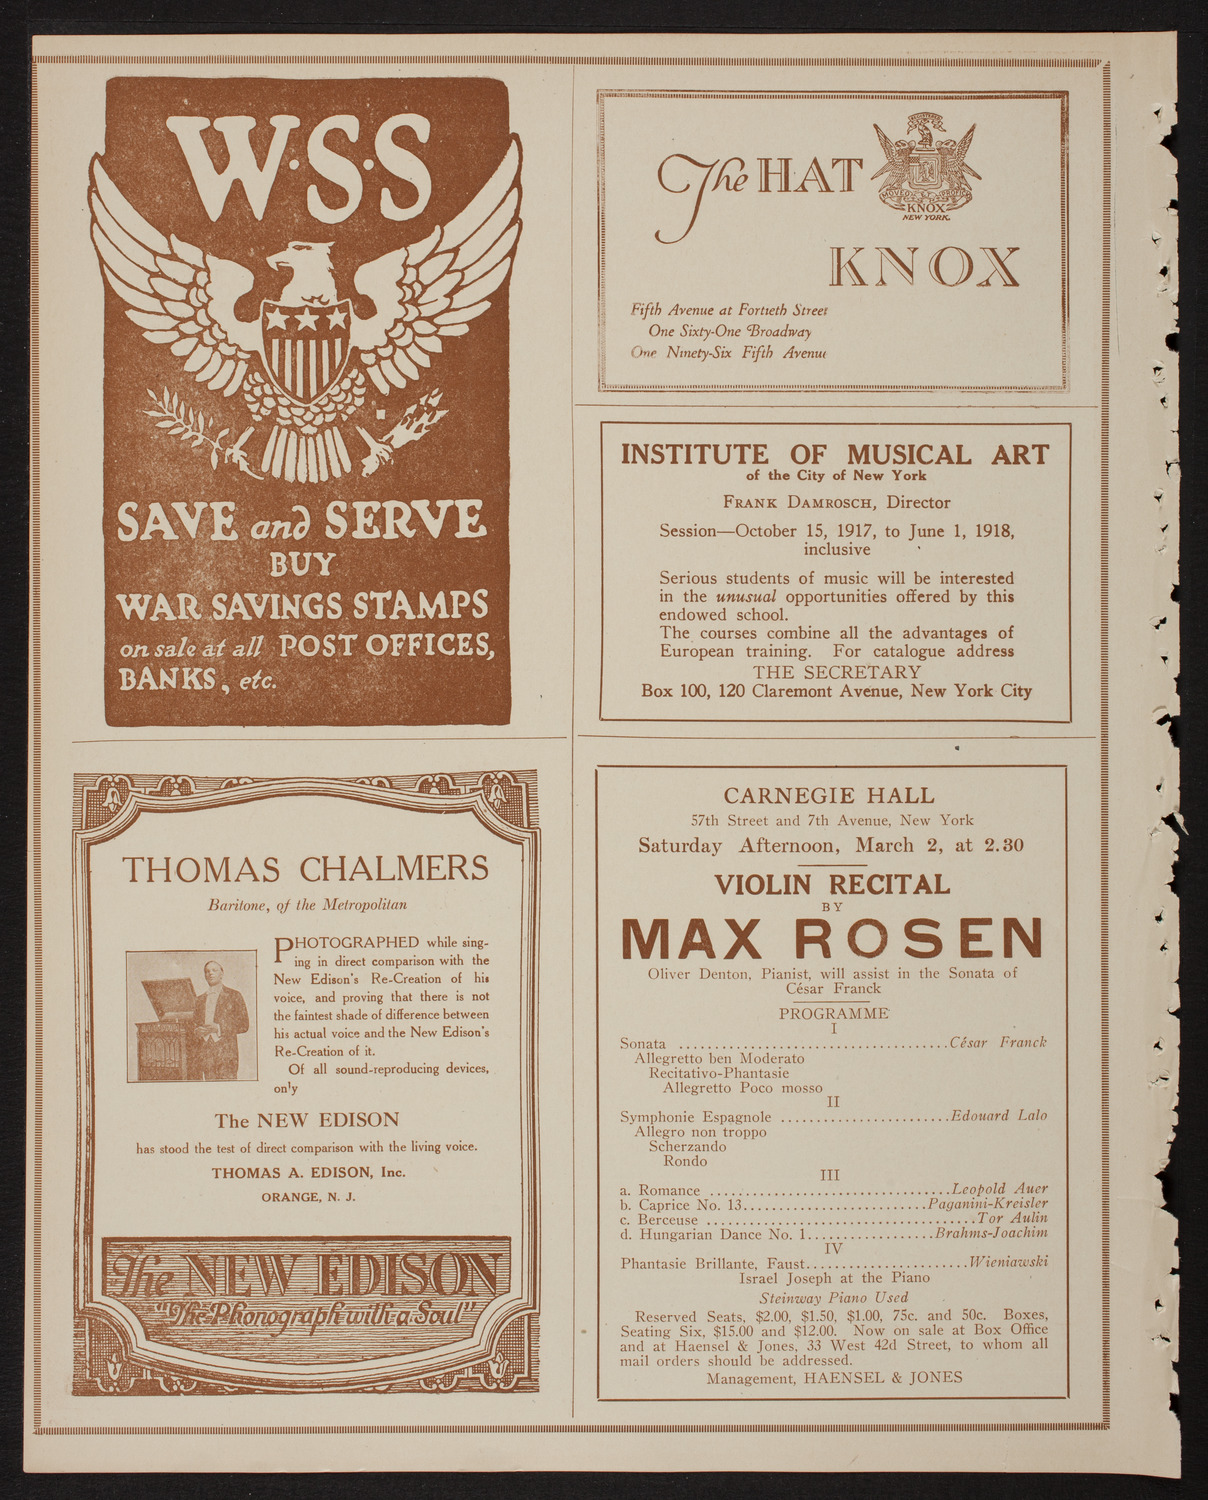 W·S·S
SAVE and SERVE
BUY
WAR SAVINGS STAMPS
on sale at all POST OFFICES,
BANKS, etc.
The HAT
KNOX
NEW YORK.
KNOX
Fifth Avenue at Fortieth Street
One Sixty-One Broadway
One Ninety-Six Fifth Avenue
INSTITUTE OF MUSICAL ART
of the City of New York
FRANK DAMROSCH, Director
Session—October 15, 1917, to June 1, 1918,
inclusive
Serious students of music will be interested
in the unusual opportunities offered by this
endowed school.
The courses combine all the advantages of
European training. For catalogue address
THE SECRETARY
Box 100, 120 Claremont Avenue, New York City
THOMAS CHALMERS
Baritone, of the Metropolitan
PHOTOGRAPHED while sing-
ing in direct comparison with the
New Edison's Re-Creation of his
voice, and proving that there is not
the faintest shade of difference between
his actual voice and the New Edison's
Re-Creation of it.
Of all sound-reproducing devices,
only
The NEW EDISON
has stood the test of direct comparison with the living voice.
THOMAS A. EDISON, Inc.
ORANGE, N. J.
The NEW EDISON
"The Phonograph with a Soul"
CARNEGIE HALL
57th Street and 7th Avenue, New York
Saturday Afternoon, March 2, at 2.30
VIOLIN RECITAL
BY
MAX ROSEN
Oliver Denton, Pianist, will assist in the Sonata of
César Franck
PROGRAMME
I
Sonata .....................................César Franck
Allegretto ben Moderato
Recitativo-Phantasie
Allegretto Poco mosso
II
Symphonie Espagnole .......................Edouard Lalo
Allegro non troppo
Scherzando
Rondo
III
a. Romance .................................Leopold Auer
b. Caprice No. 13.........................Paganini-Kreisler
c. Berceuse .....................................Tor Aulin
d. Hungarian Dance No. 1..................Brahms-Joachim
IV
Phantasie Brillante, Faust......................Wieniawski
Israel Joseph at the Piano
Steinway Piano Used
Reserved Seats, $2.00, $1.50, $1.00, 75c. and 50c. Boxes,
Seating Six, $15.00 and $12.00. Now on sale at Box Office
and at Haensel & Jones, 33 West 42d Street, to whom all
mail orders should be addressed.
Management, HAENSEL & JONES